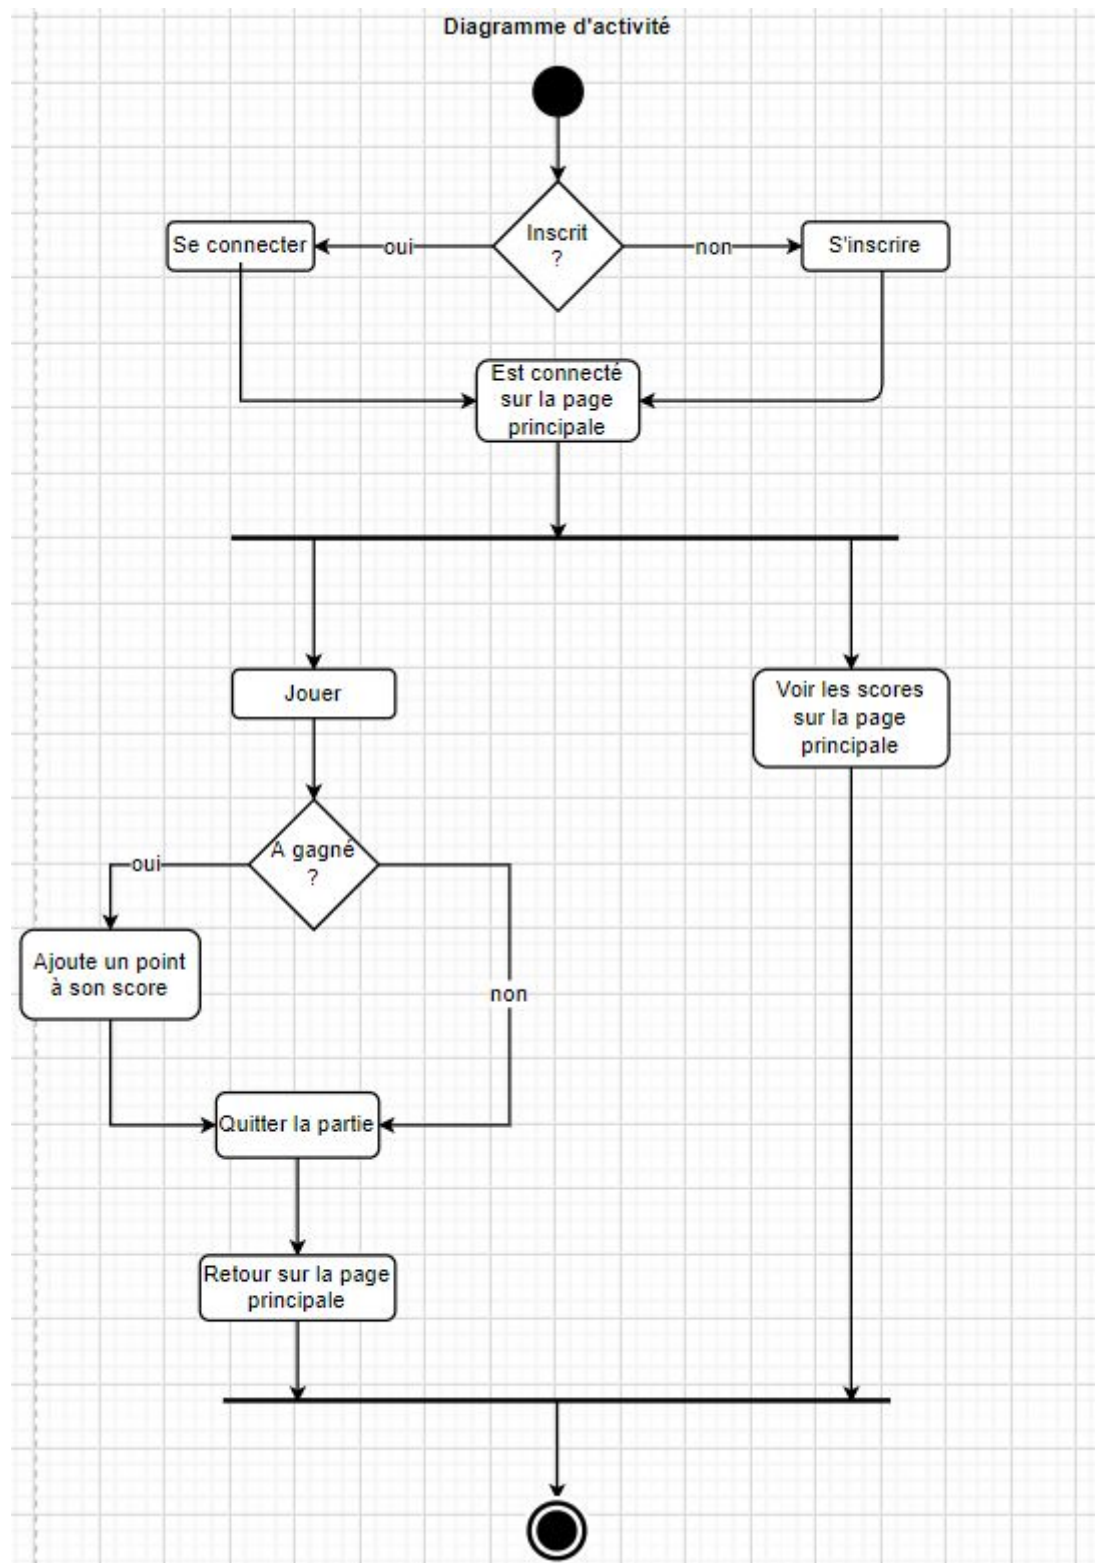 Diagramme d'activité
Inscrit
?
Se connecter
oui
non
S'inscrire
Est connecté
sur la page
principale
Jouer
Voir les scores
sur la page
principale
A gagné
?
oui
Ajoute un point
à son score
non
Quitter la partie
Retour sur la page
principale